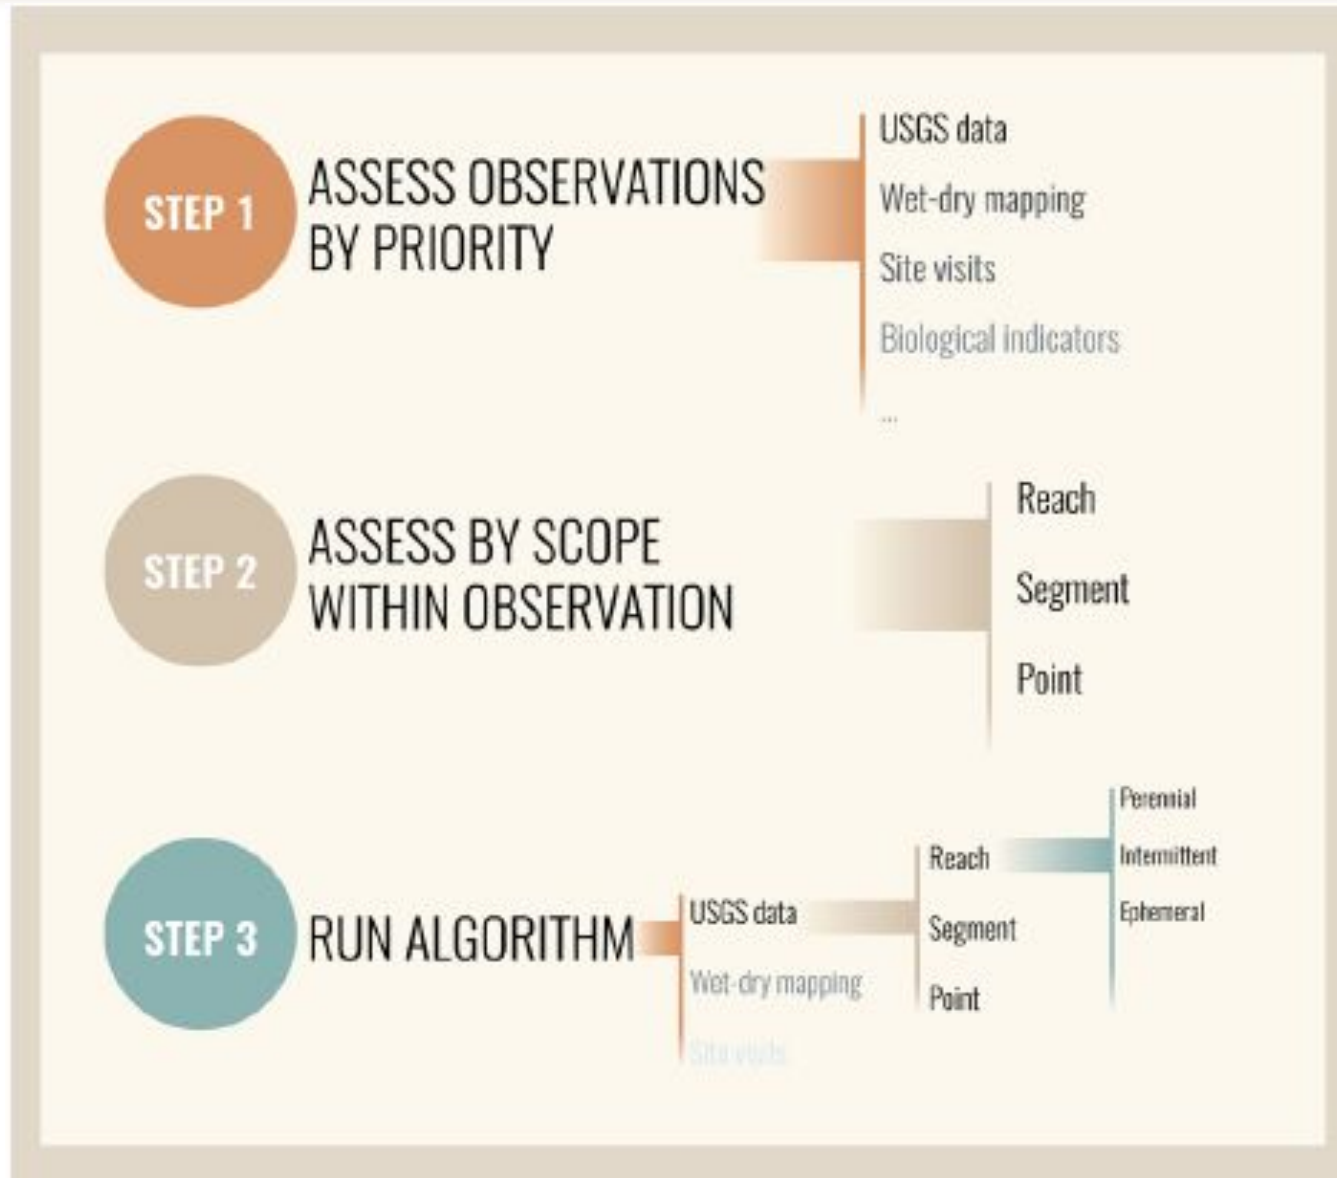 STEP 1
ASSESS OBSERVATIONS
BY PRIORITY
USGS data
Wet-dry mapping
Site visits
Biological indicators
...
STEP 2
ASSESS BY SCOPE
WITHIN OBSERVATION
Reach
Segment
Point
STEP 3
RUN ALGORITHM
USGS data
Wet-dry mapping
Site visits
Reach
Segment
Point
Perennial
Intermittent
Ephemeral